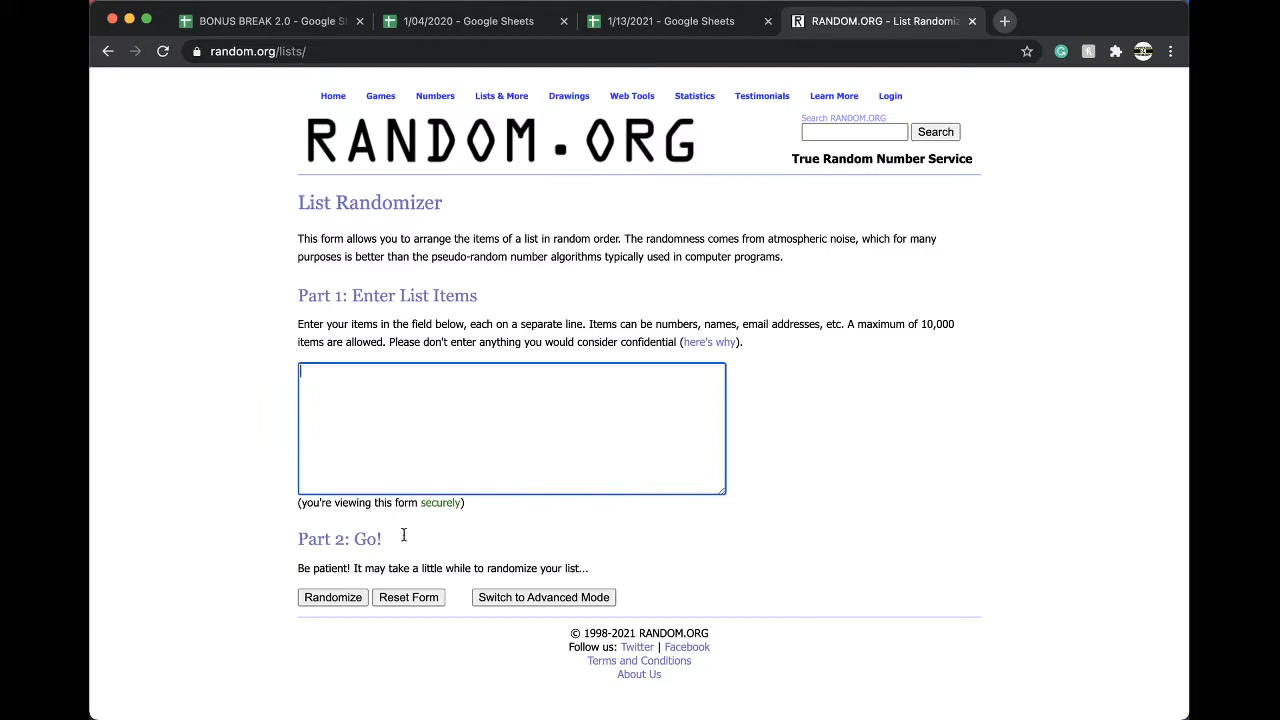 BONUS BREAK 2.0 - Google S
1/04/2020 - Google Sheets
1/13/2021 - Google Sheets
R RANDOM.ORG - List Randomiz
random.org/lists/
Home Games Numbers Lists & More Drawings Web Tools Statistics Testimonials Learn More Login
RANDOM.ORG
Search RANDOM.ORG
Search
True Random Number Service
List Randomizer
This form allows you to arrange the items of a list in random order. The randomness comes from atmospheric noise, which for many
purposes is better than the pseudo-random number algorithms typically used in computer programs.
Part 1: Enter List Items
Enter your items in the field below, each on a separate line. Items can be numbers, names, email addresses, etc. A maximum of 10,000
items are allowed. Please don't enter anything you would consider confidential (here's why).
(you're viewing this form securely)
Part 2: Go!
Be patient! It may take a little while to randomize your list...
Randomize Reset Form Switch to Advanced Mode
© 1998-2021 RANDOM.ORG
Follow us: Twitter | Facebook
Terms and Conditions
About Us